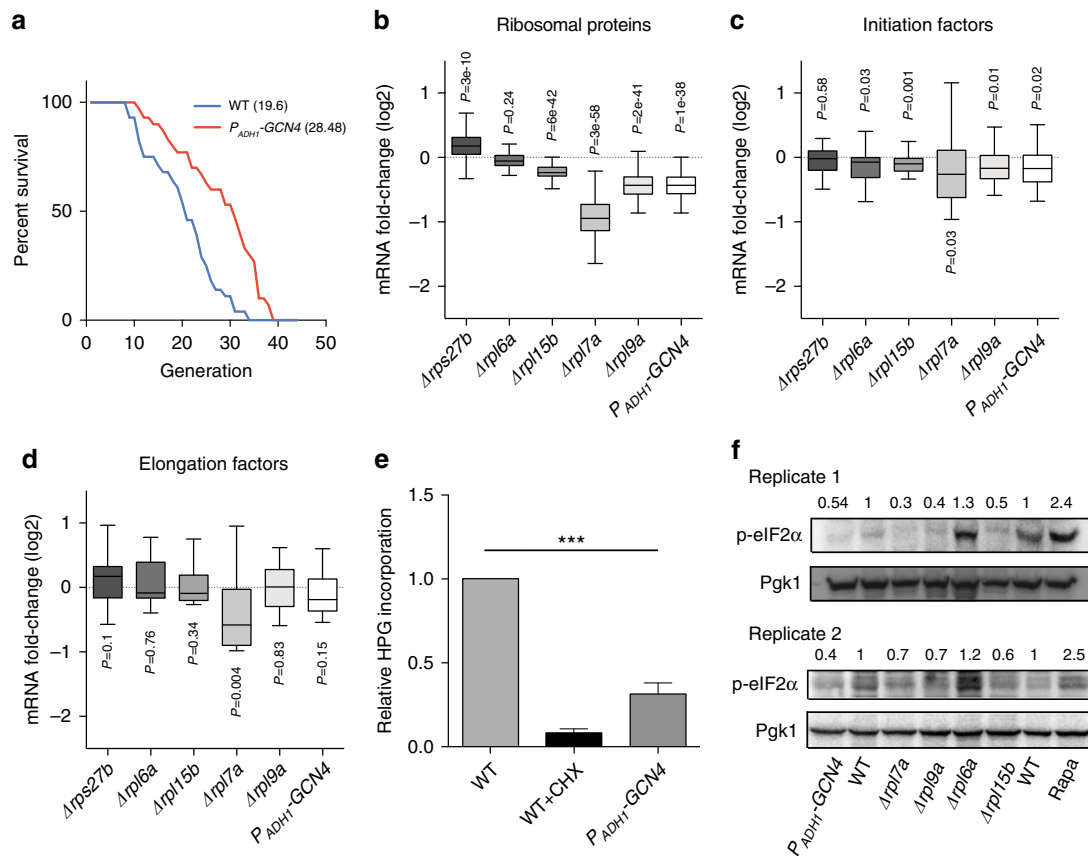 a
Percent survival
100
50
0
0 10 20 30 40 50
Generation
WT (19.6)
P_ADH1-GCN4 (28.48)
b
Ribosomal proteins
mRNA fold-change (log2)
1
0
−1
−2
P=3e-10
P=0.24
P=6e-42
P=3e-58
P=2e-41
P=1e-38
Δrps27b
Δrpl6a
Δrpl15b
Δrpl7a
Δrpl9a
P_ADH1-GCN4
c
Initiation factors
mRNA fold-change (log2)
1
0
−1
−2
P=0.58
P=0.03
P=0.001
P=0.03
P=0.01
P=0.02
Δrps27b
Δrpl6a
Δrpl15b
Δrpl7a
Δrpl9a
P_ADH1-GCN4
d
Elongation factors
mRNA fold-change (log2)
1
0
−1
−2
P=0.1
P=0.76
P=0.34
P=0.004
P=0.83
P=0.15
Δrps27b
Δrpl6a
Δrpl15b
Δrpl7a
Δrpl9a
P_ADH1-GCN4
e
Relative HPG incorporation
1.5
1.0
0.5
0.0
***
WT
WT+CHX
P_ADH1-GCN4
f
Replicate 1
0.54 1 0.3 0.4 1.3 0.5 1 2.4
p-eIF2α
Pgk1
Replicate 2
0.4 1 0.7 0.7 1.2 0.6 1 2.5
p-eIF2α
Pgk1
P_ADH1-GCN4
WT
Δrpl7a
Δrpl9a
Δrpl6a
Δrpl15b
WT
Rapa